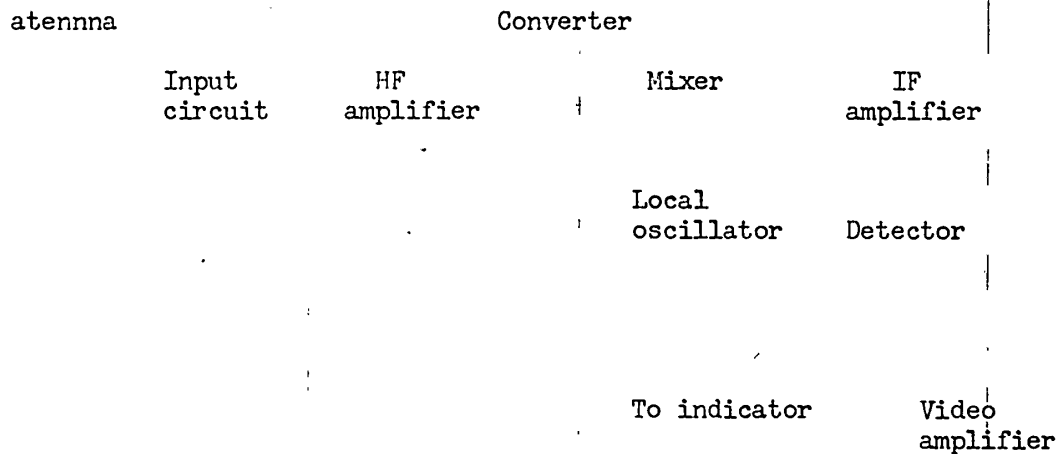 atennna Converter
Input circuit
HF amplifier
Mixer
IF amplifier
Local oscillator
Detector
To indicator
Video amplifier